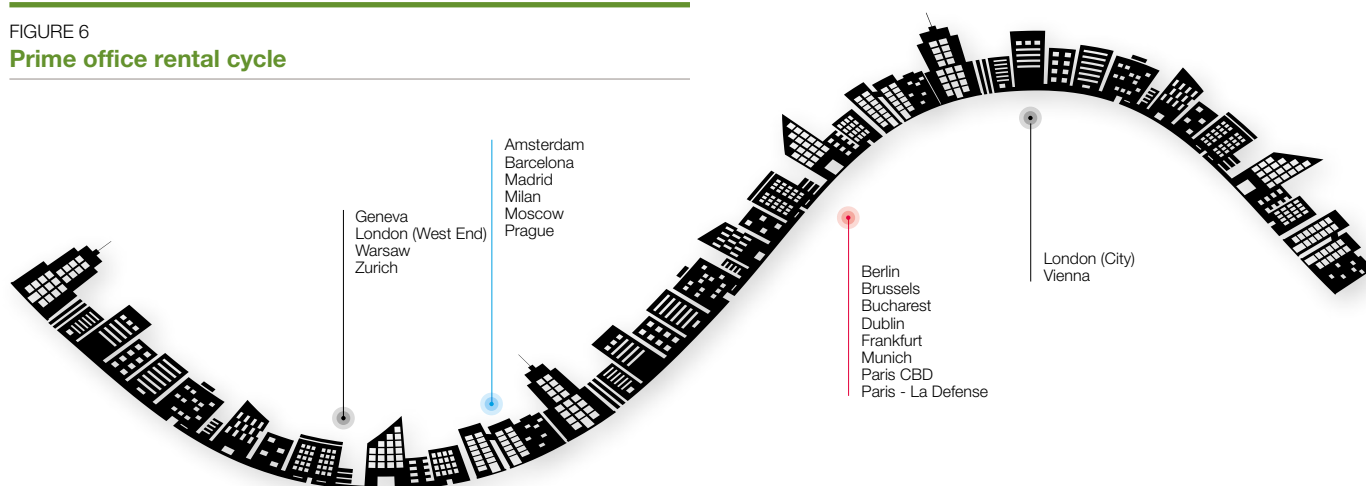 FIGURE 6
Prime office rental cycle
Geneva
London (West End)
Warsaw
Zurich
Amsterdam
Barcelona
Madrid
Milan
Moscow
Prague
Berlin
Brussels
Bucharest
Dublin
Frankfurt
Munich
Paris CBD
Paris - La Defense
London (City)
Vienna